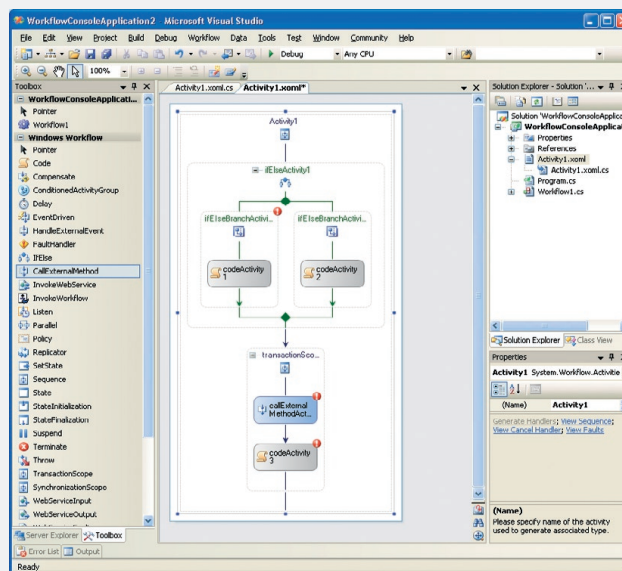 WorkflowConsoleApplication2 - Microsoft Visual Studio
File Edit View Project Build Debug Workflow Data Tools Test Window Community Help
Debug Any CPU
100%
Toolbox
WorkflowConsoleApplicati...
Pointer
Workflow1
Windows Workflow
Pointer
Code
Compensate
ConditionedActivityGroup
Delay
EventDriven
HandleExternalEvent
FaultHandler
IfElse
CallExternalMethod
InvokeWebService
InvokeWorkflow
Listen
Parallel
Policy
Replicator
SetState
Sequence
State
StateInitialization
StateFinalization
Suspend
Terminate
Throw
TransactionScope
SynchronizationScope
WebServiceInput
WebServiceOutput
Server Explorer Toolbox
Error List Output
Ready
Activity1.xoml.cs Activity1.xoml*
Activity1
ifElseActivity1
ifElseBranchActivi... ifElseBranchActivi...
codeActivity
1
codeActivity
2
transactionSco...
callExternal
MethodAct...
codeActivity
3
Solution Explorer - Solution '...
Solution 'WorkflowConsoleApplic
WorkflowConsoleApplica
Properties
References
Activity1.xoml
Activity1.xoml.cs
Program.cs
Workflow1.cs
Solution Explorer Class View
Properties
Activity1 System.Workflow.Activitie
(Name) Activity1
Generate Handlers; View Sequence;
View Cancel Handler; View Faults
(Name)
Please specify name of the activity
used to generate associated type.